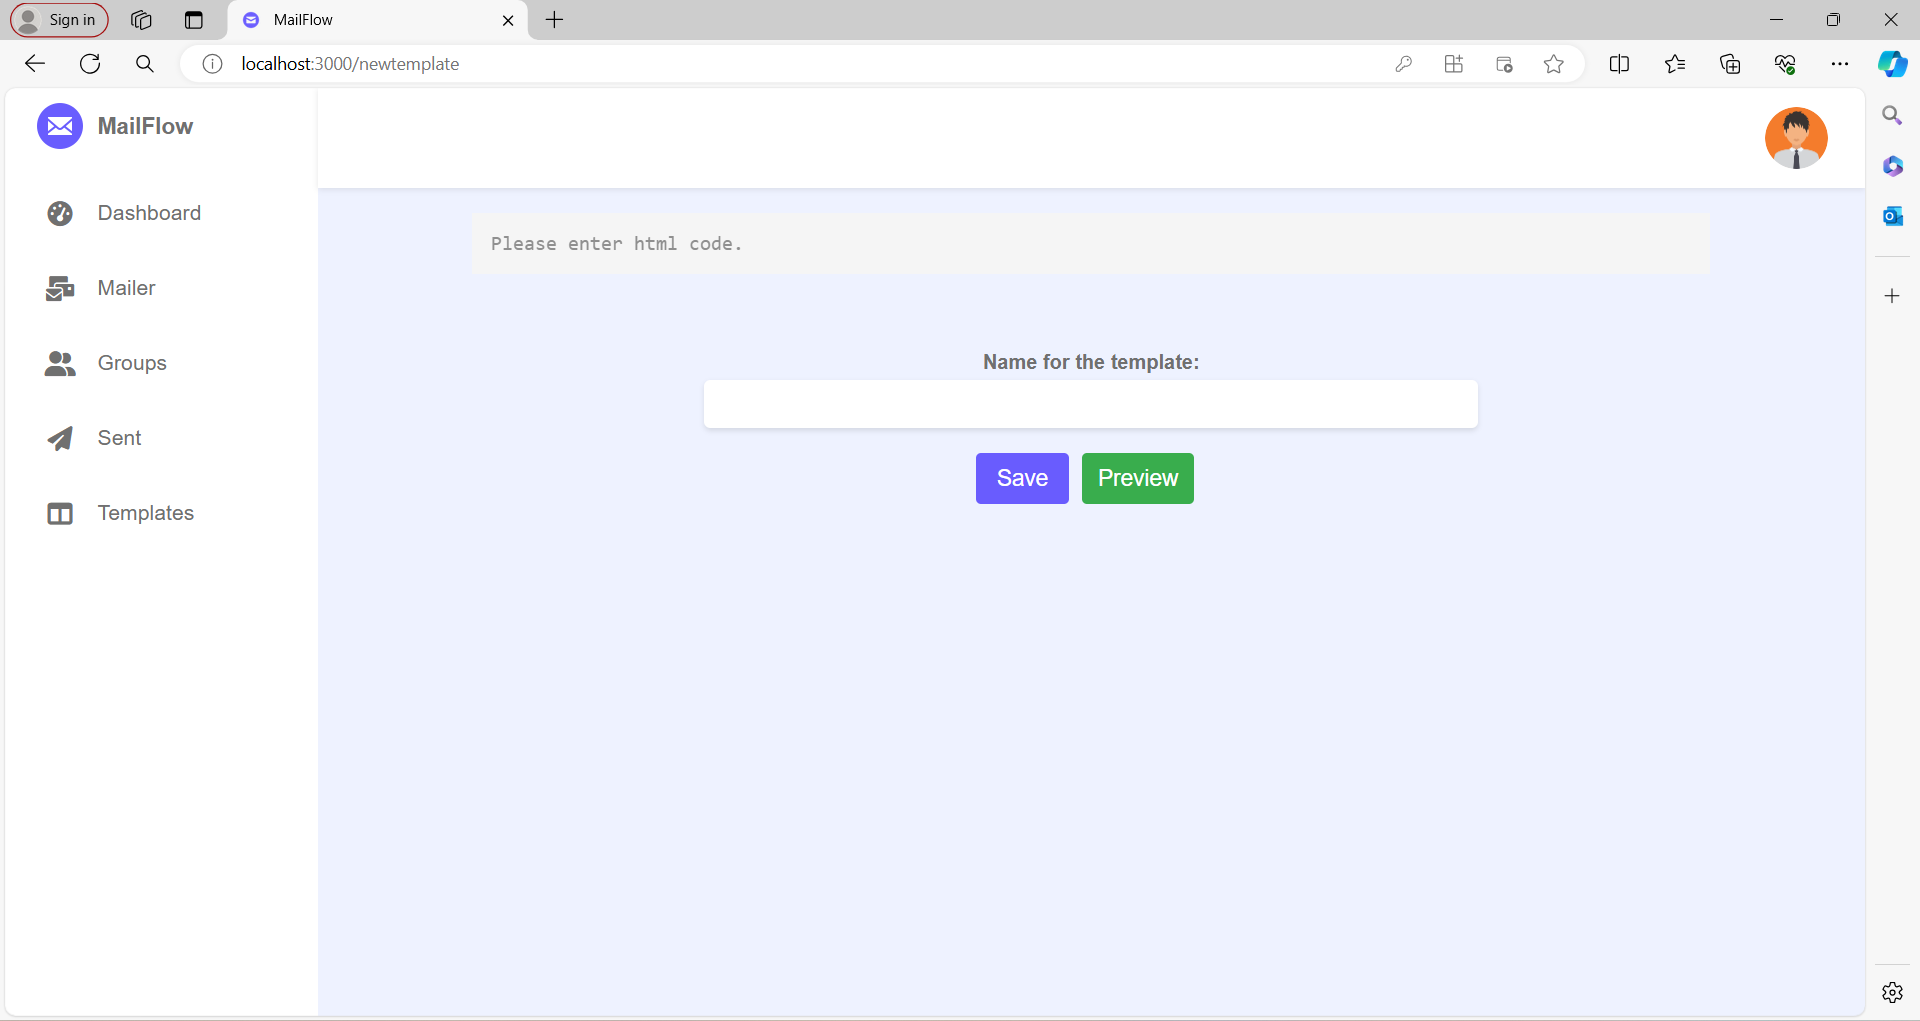 Sign in
MailFlow
localhost:3000/newtemplate
MailFlow
Dashboard
Mailer
Groups
Sent
Templates
Please enter html code.
Name for the template:
Save
Preview